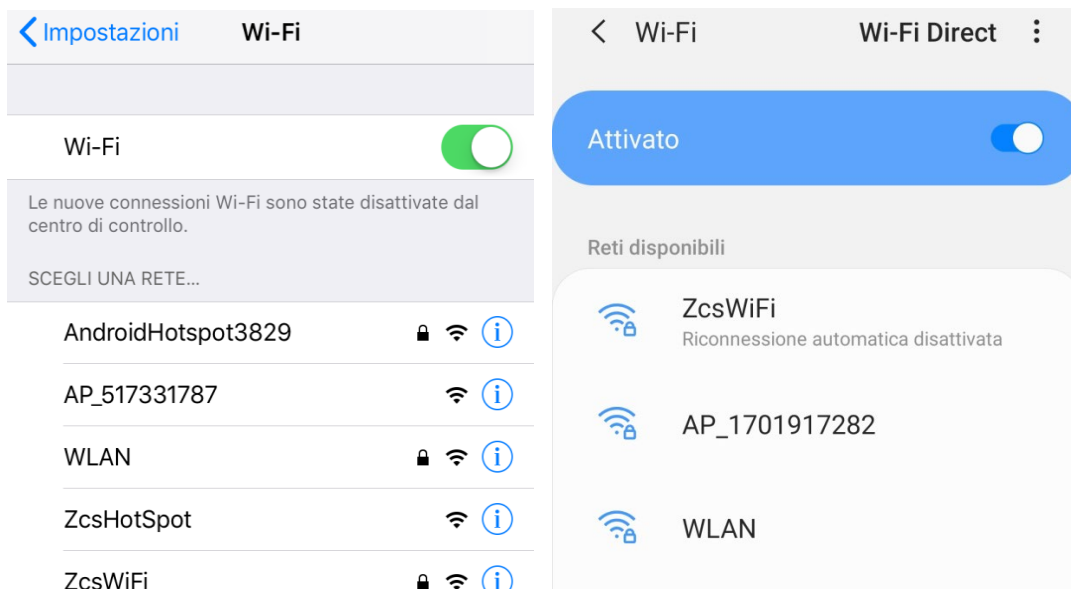 Impostazioni Wi-Fi
Wi-Fi
Le nuove connessioni Wi-Fi sono state disattivate dal
centro di controllo.
SCEGLI UNA RETE...
AndroidHotspot3829
AP_517331787
WLAN
ZcsHotSpot
ZcsWiFi
Wi-Fi Wi-Fi Direct
Attivato
Reti disponibili
ZcsWiFi
Riconnessione automatica disattivata
AP_1701917282
WLAN